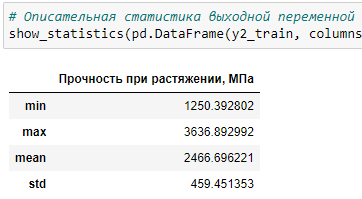 # Описательная статистика выходной переменной
show_statistics(pd.DataFrame(y2_train, columns
Прочность при растяжении, МПа
min 1250.392802
max 3636.892992
mean 2466.696221
std 459.451353